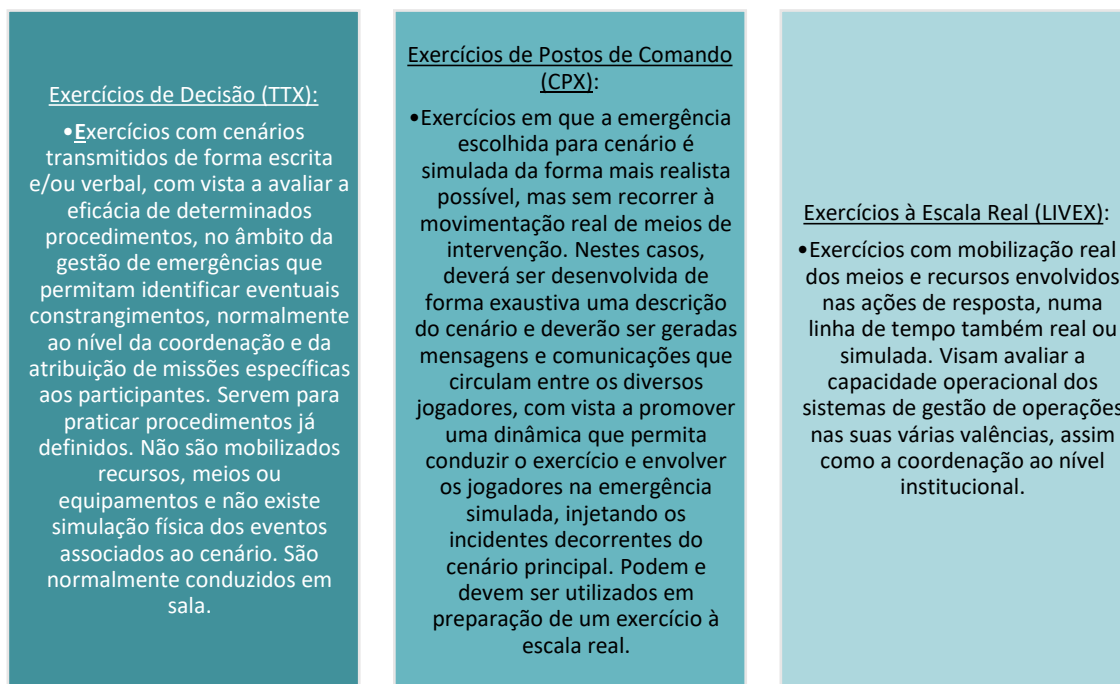 Exercícios de Decisão (TTX):
•Exercícios com cenários
transmitidos de forma escrita
e/ou verbal, com vista a avaliar a
eficácia de determinados
procedimentos, no âmbito da
gestão de emergências que
permitam identificar eventuais
constrangimentos, normalmente
ao nível da coordenação e da
atribuição de missões específicas
aos participantes. Servem para
praticar procedimentos já
definidos. Não são mobilizados
recursos, meios ou
equipamentos e não existe
simulação física dos eventos
associados ao cenário. São
normalmente conduzidos em
sala.
Exercícios de Postos de Comando
(CPX):
•Exercícios em que a emergência
escolhida para cenário é
simulada da forma mais realista
possível, mas sem recorrer à
movimentação real de meios de
intervenção. Nestes casos,
deverá ser desenvolvida de
forma exaustiva uma descrição
do cenário e deverão ser geradas
mensagens e comunicações que
circulam entre os diversos
jogadores, com vista a promover
uma dinâmica que permita
conduzir o exercício e envolver
os jogadores na emergência
simulada, injetando os
incidentes decorrentes do
cenário principal. Podem e
devem ser utilizados em
preparação de um exercício à
escala real.
Exercícios à Escala Real (LIVEX):
•Exercícios com mobilização real
dos meios e recursos envolvidos
nas ações de resposta, numa
linha de tempo também real ou
simulada. Visam avaliar a
capacidade operacional dos
sistemas de gestão de operações
nas suas várias valências, assim
como a coordenação ao nível
institucional.